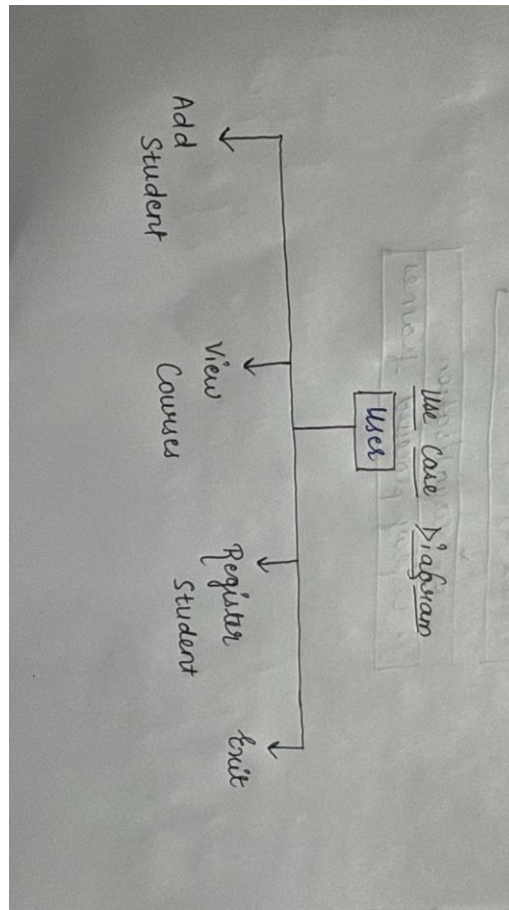 Use Case Diagram
User
Add
Student
View
Courses
Register
Student
Exit